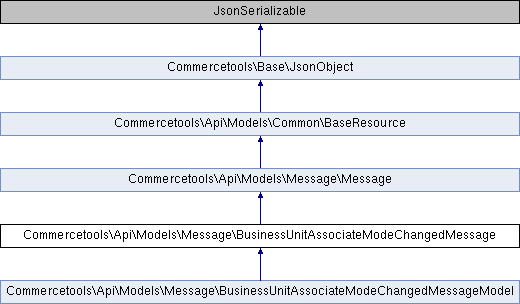 JsonSerializable
Commercetools\Base\JsonObject
Commercetools\Api\Models\Common\BaseResource
Commercetools\Api\Models\Message\Message
Commercetools\Api\Models\Message\BusinessUnitAssociateModeChangedMessage
Commercetools\Api\Models\Message\BusinessUnitAssociateModeChangedMessageModel